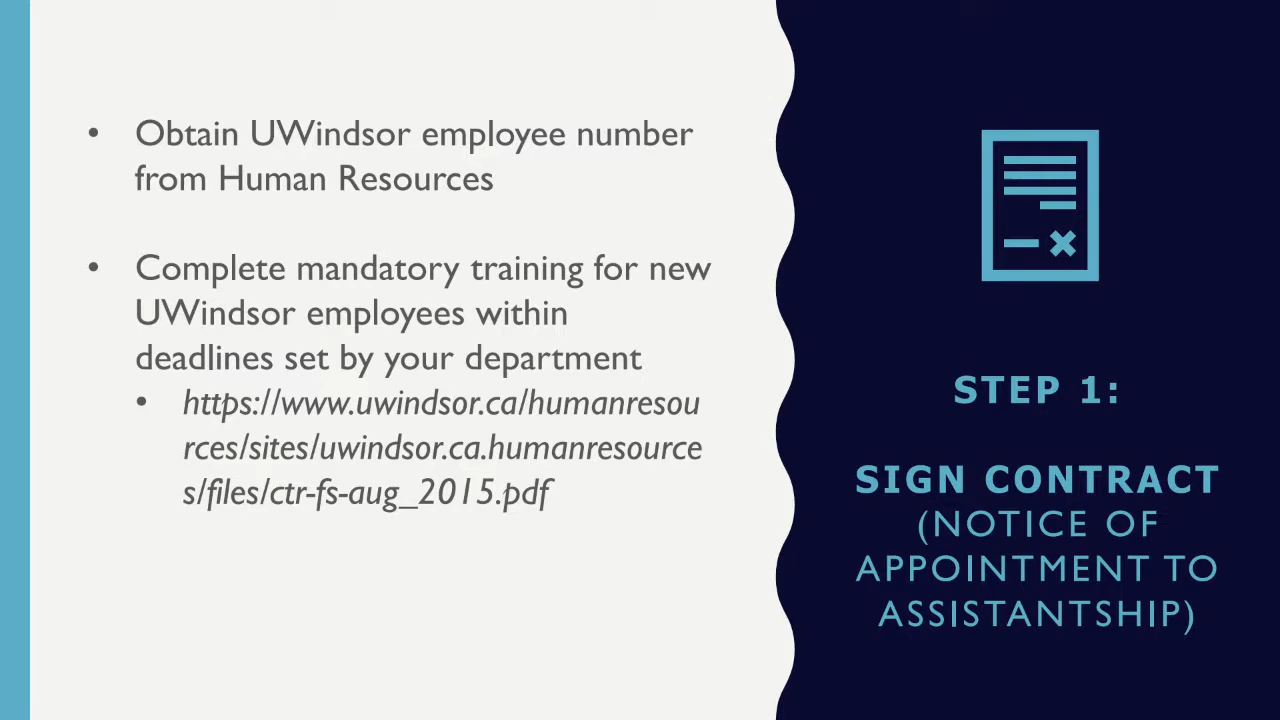 • Obtain UWindsor employee number
from Human Resources
• Complete mandatory training for new
UWindsor employees within
deadlines set by your department
• https://www.uwindsor.ca/humanresou
rces/sites/uwindsor.ca.humanresource
s/files/ctr-fs-aug_2015.pdf
STEP 1:
SIGN CONTRACT
(NOTICE OF
APPOINTMENT TO
ASSISTANTSHIP)